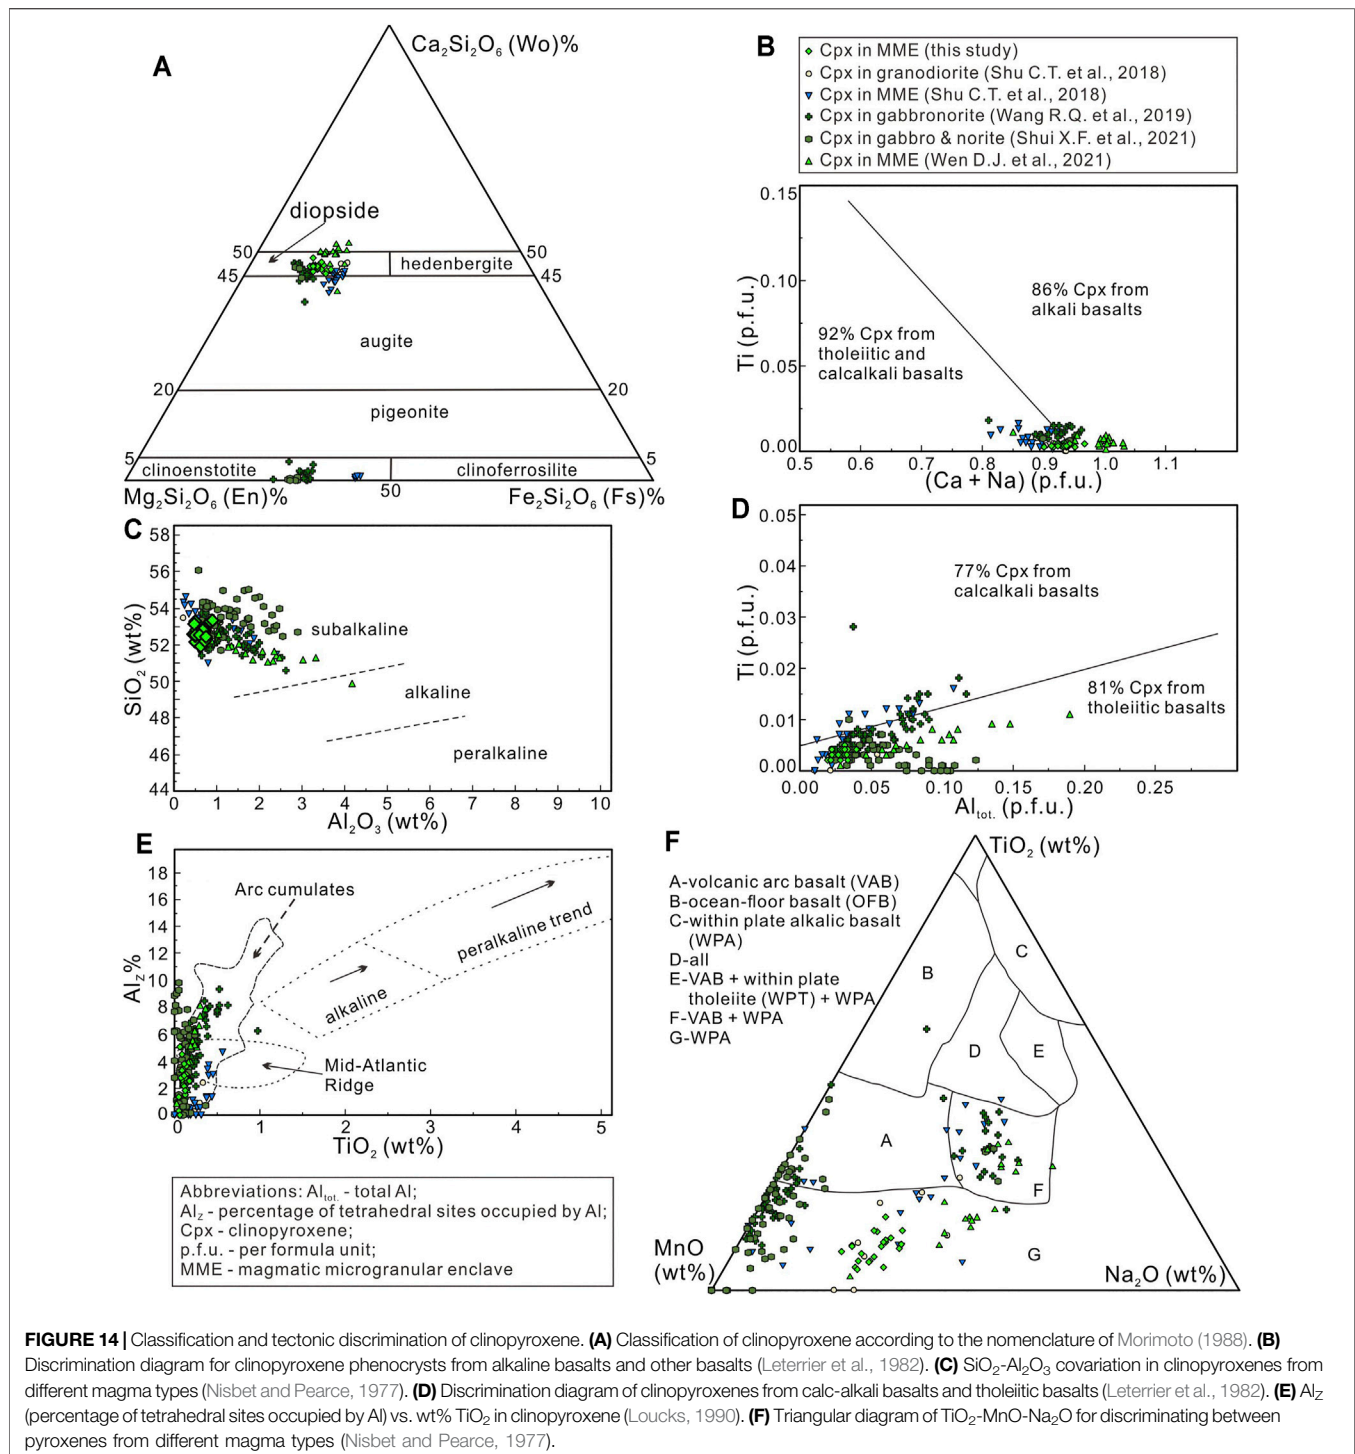 A
Ca2Si2O6 (Wo)%
diopside
50
50
45
hedenbergite
45
augite
20
20
pigeonite
5
clinoenstotite
clinoferrosilite
5
Mg2Si2O6 (En)%
50
Fe2Si2O6 (Fs)%
B
Cpx in MME (this study)
Cpx in granodiorite (Shu C.T. et al., 2018)
Cpx in MME (Shu C.T. et al., 2018)
Cpx in gabbronorite (Wang R.Q. et al., 2019)
Cpx in gabbro & norite (Shui X.F. et al., 2021)
Cpx in MME (Wen D.J. et al., 2021)
0.15
0.10
0.05
0.00
Ti (p.f.u.)
86% Cpx from
alkali basalts
92% Cpx from
tholeiitic and
calcalkali basalts
0.5 0.6 0.7 0.8 0.9 1.0 1.1
(Ca + Na) (p.f.u.)
C
58
56
54
52
50
48
46
44
SiO2 (wt%)
subalkaline
alkaline
peralkaline
0 1 2 3 4 5 6 7 8 9 10
Al2O3 (wt%)
D
0.05
0.04
0.03
0.02
0.01
0.00
Ti (p.f.u.)
77% Cpx from
calcalkali basalts
81% Cpx from
tholeiitic basalts
0.00 0.05 0.10 0.15 0.20 0.25
Altot. (p.f.u.)
E
18
16
14
12
10
8
6
4
2
0
AlZ%
Arc cumulates
peralkaline trend
alkaline
Mid-Atlantic
Ridge
0 1 2 3 4 5
TiO2 (wt%)
Abbreviations: Altot. - total Al;
AlZ - percentage of tetrahedral sites occupied by Al;
Cpx - clinopyroxene;
p.f.u. - per formula unit;
MME - magmatic microgranular enclave
F
TiO2 (wt%)
A-volcanic arc basalt (VAB)
B-ocean-floor basalt (OFB)
C-within plate alkalic basalt
(WPA)
D-all
E-VAB + within plate
tholeiite (WPT) + WPA
F-VAB + WPA
G-WPA
C
B
D
E
A
F
G
MnO
(wt%)
Na2O (wt%)
FIGURE 14 | Classification and tectonic discrimination of clinopyroxene. (A) Classification of clinopyroxene according to the nomenclature of Morimoto (1988). (B)
Discrimination diagram for clinopyroxene phenocrysts from alkaline basalts and other basalts (Leterrier et al., 1982). (C) SiO2-Al2O3 covariation in clinopyroxenes from
different magma types (Nisbet and Pearce, 1977). (D) Discrimination diagram of clinopyroxenes from calc-alkali basalts and tholeiitic basalts (Leterrier et al., 1982). (E) AlZ
(percentage of tetrahedral sites occupied by Al) vs. wt% TiO2 in clinopyroxene (Loucks, 1990). (F) Triangular diagram of TiO2-MnO-Na2O for discriminating between
pyroxenes from different magma types (Nisbet and Pearce, 1977).